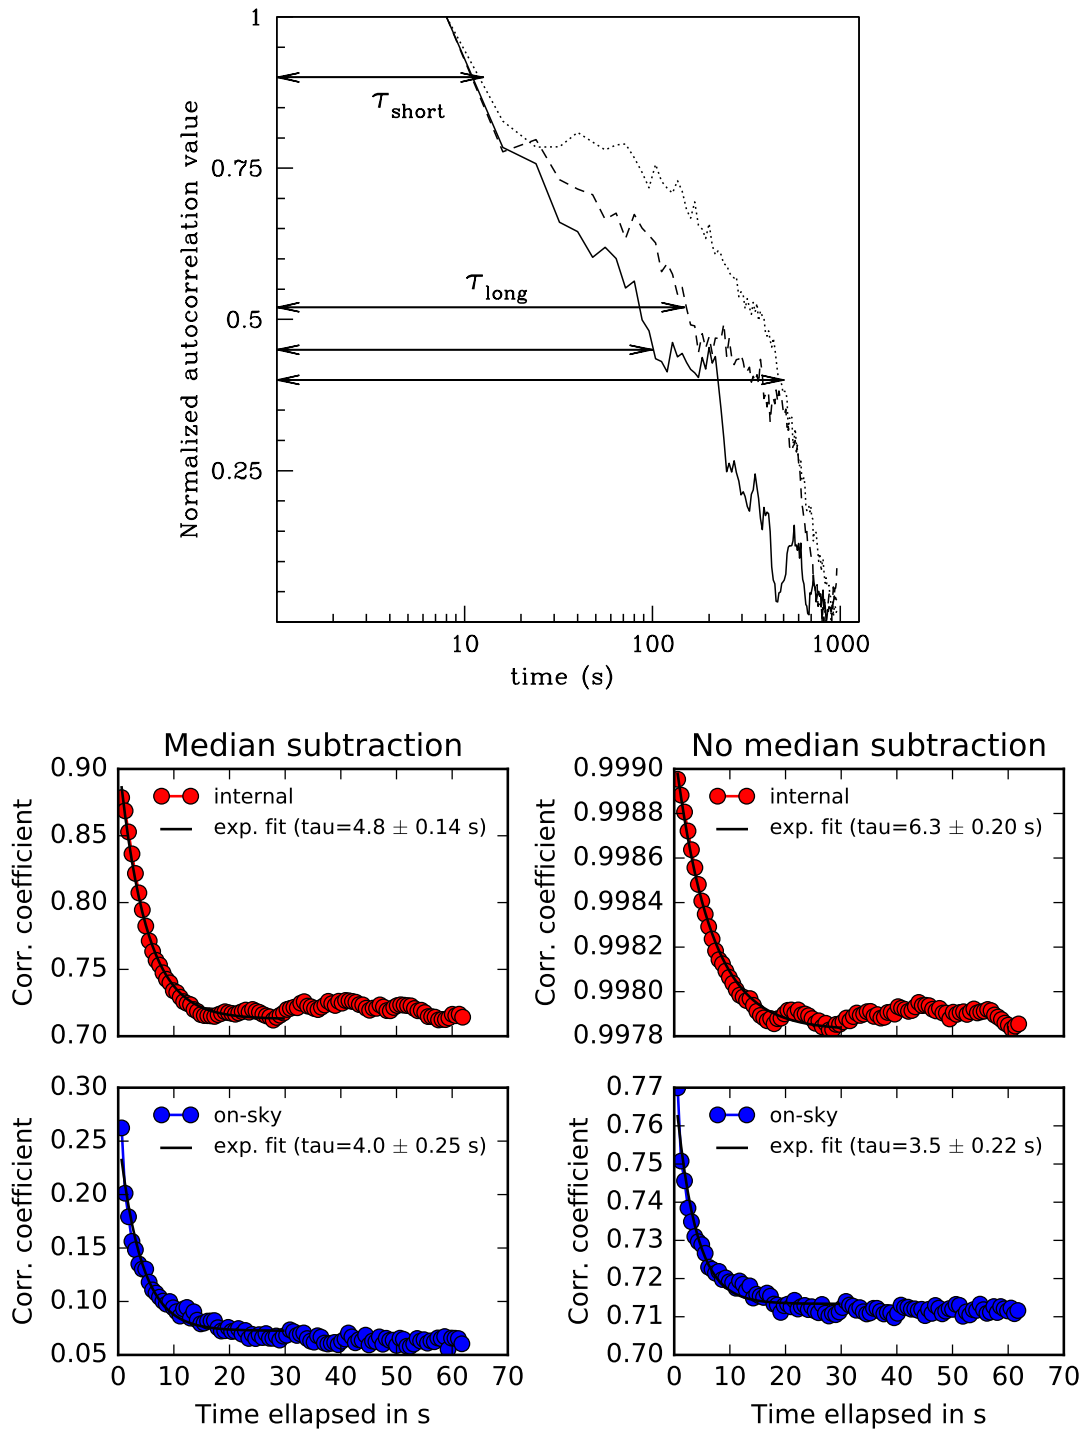 1
0.75
0.5
0.25
Normalized autocorrelation value
τshort
τlong
10 100 1000
time (s)
Median subtraction
No median subtraction
0.90
0.85
0.80
0.75
0.70
Corr. coefficient
internal
exp. fit (tau=4.8 ± 0.14 s)
0.9990
0.9988
0.9986
0.9984
0.9982
0.9980
0.9978
Corr. coefficient
internal
exp. fit (tau=6.3 ± 0.20 s)
0.30
0.25
0.20
0.15
0.10
0.05
Corr. coefficient
on-sky
exp. fit (tau=4.0 ± 0.25 s)
0 10 20 30 40 50 60 70
Time ellapsed in s
0.77
0.76
0.75
0.74
0.73
0.72
0.71
0.70
Corr. coefficient
on-sky
exp. fit (tau=3.5 ± 0.22 s)
0 10 20 30 40 50 60 70
Time ellapsed in s